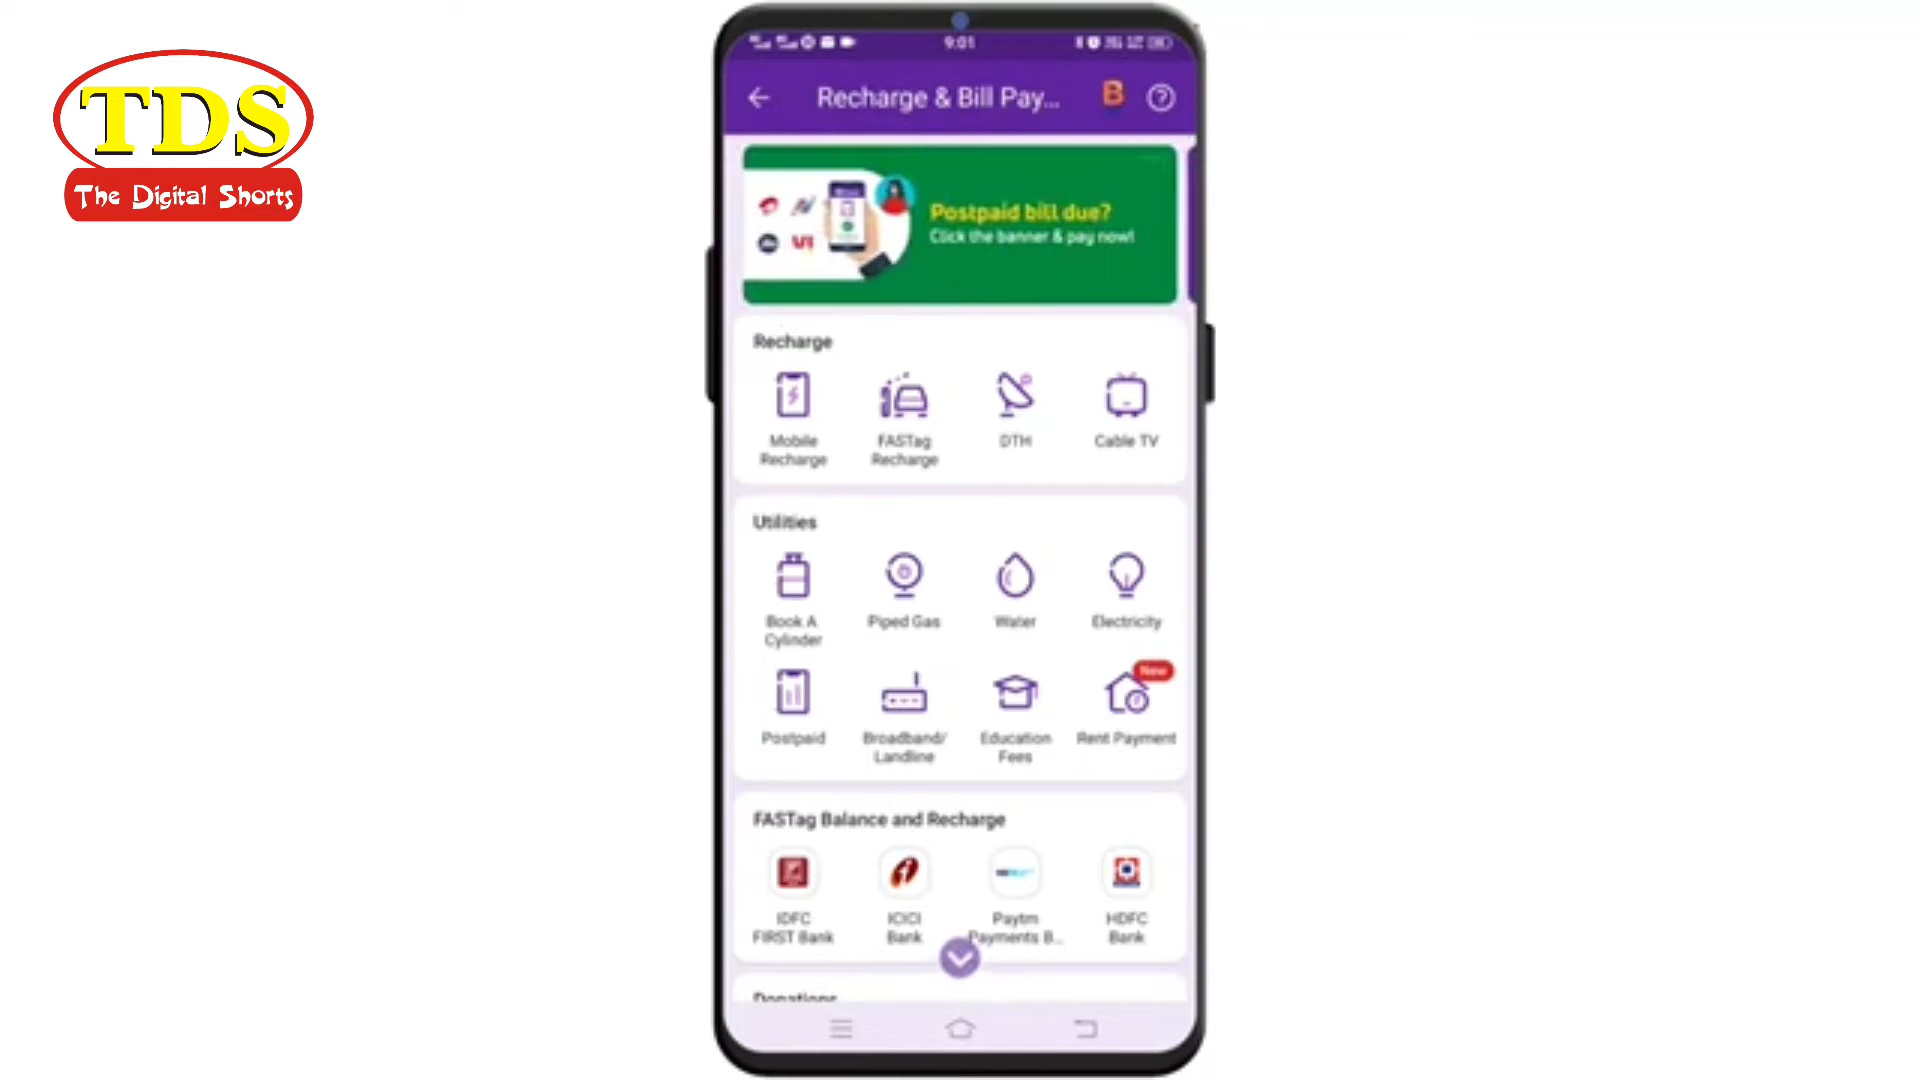 TDS
The Digital Shorts
9:01
Recharge & Bill Pay...
B
Postpaid bill due?
Click the banner & pay now!
VI
Recharge
Mobile
Recharge
FASTag
Recharge
DTH
Cable TV
Utilities
Book A
Cylinder
Piped Gas
Water
Electricity
New
Postpaid
Broadband/
Landline
Education
Fees
Rent Payment
FASTag Balance and Recharge
IDFC
FIRST Bank
ICICI
Bank
Paytm
Payments B...
HDFC
Bank
Donations